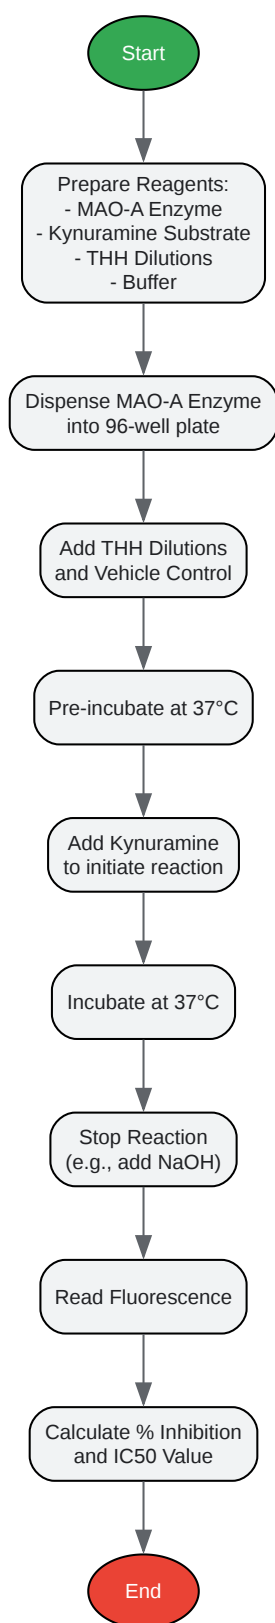 Start
Prepare Reagents:
- MAO-A Enzyme
- Kynuramine Substrate
- THH Dilutions
- Buffer
Dispense MAO-A Enzyme
into 96-well plate
Add THH Dilutions
and Vehicle Control
Pre-incubate at 37°C
Add Kynuramine
to initiate reaction
Incubate at 37°C
Stop Reaction
(e.g., add NaOH)
Read Fluorescence
Calculate % Inhibition
and IC50 Value
End